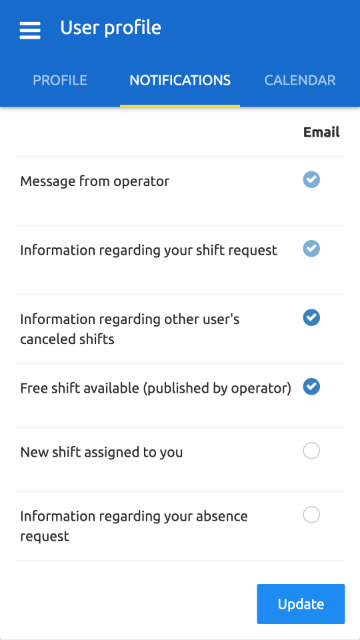 User profile
PROFILE NOTIFICATIONS CALENDAR
Email
Message from operator
Information regarding your shift request
Information regarding other user's
canceled shifts
Free shift available (published by operator)
New shift assigned to you
Information regarding your absence
request
Update